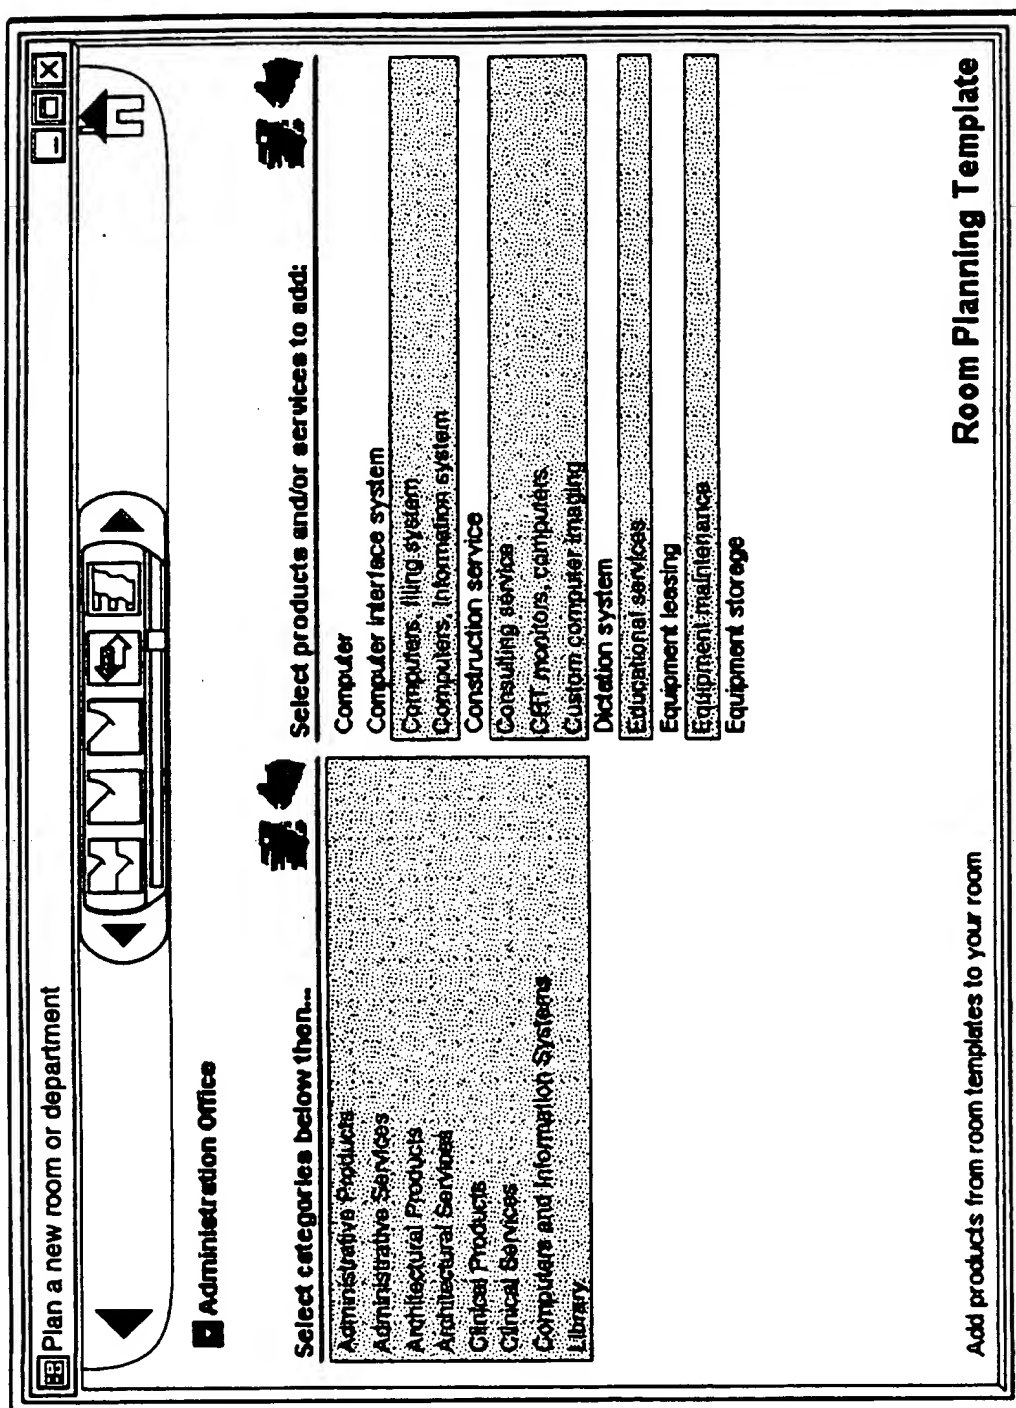 Plan a new room or department
Administration Office
Select categories below then...
Administrative Products
Administrative Services
Architectural Products
Architectural Services
Clinical Products
Clinical Services
Computers and Information Systems
Library
Select products and/or services to add:
Computer
Computer interface system
Computers, filing system
Computers, information system
Construction service
Consulting service
CRT monitors, computers
Custom computer imaging
Dictation system
Educational services
Equipment leasing
Equipment maintenance
Equipment storage
Add products from room templates to your room
Room Planning Template